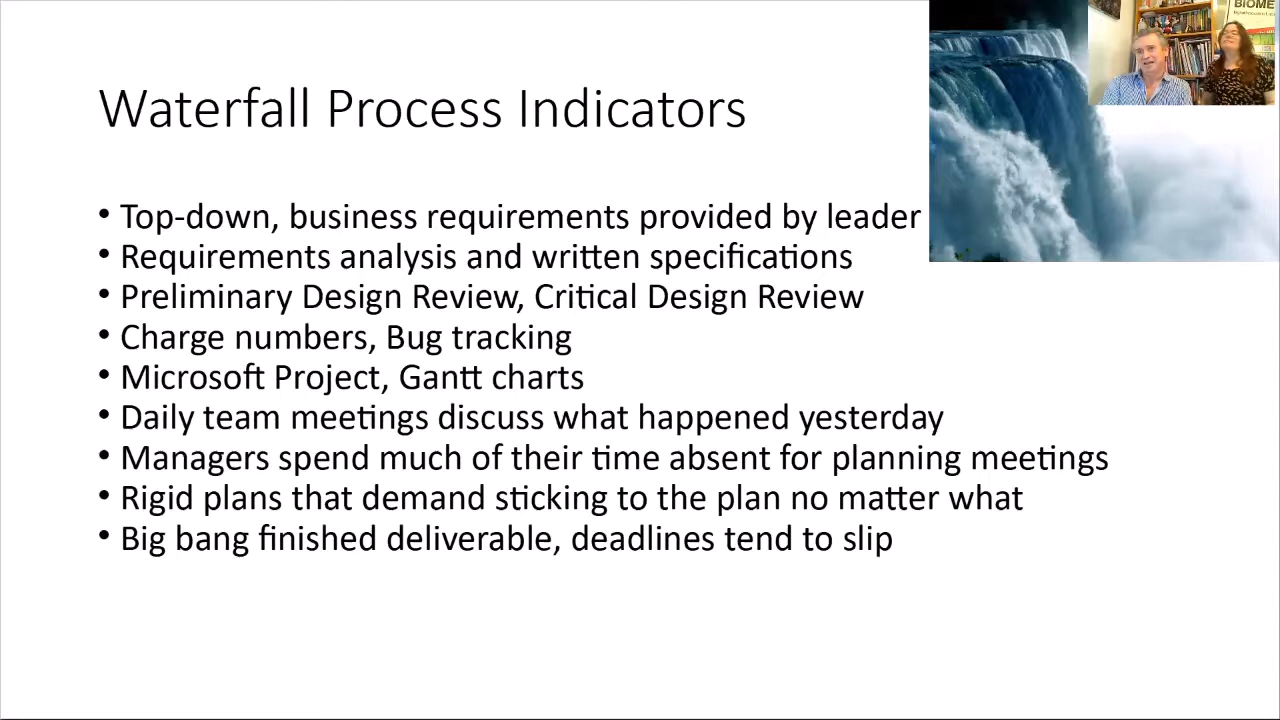 BIOME
Waterfall Process Indicators
• Top-down, business requirements provided by leader
• Requirements analysis and written specifications
• Preliminary Design Review, Critical Design Review
• Charge numbers, Bug tracking
• Microsoft Project, Gantt charts
• Daily team meetings discuss what happened yesterday
• Managers spend much of their time absent for planning meetings
• Rigid plans that demand sticking to the plan no matter what
• Big bang finished deliverable, deadlines tend to slip